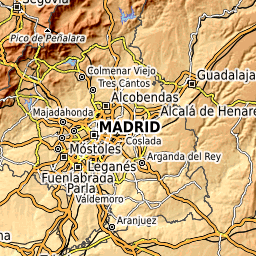 Segovia
Pico de Peñalara
Colmenar Viejo
Guadalaja
Tres Cantos
Alcobendas
Alcalá de Henare
Majadahonda
MADRID
Coslada
Móstoles
Arganda del Rey
Leganés
Fuenlabrada
Parla
Valdemoro
Aranjuez